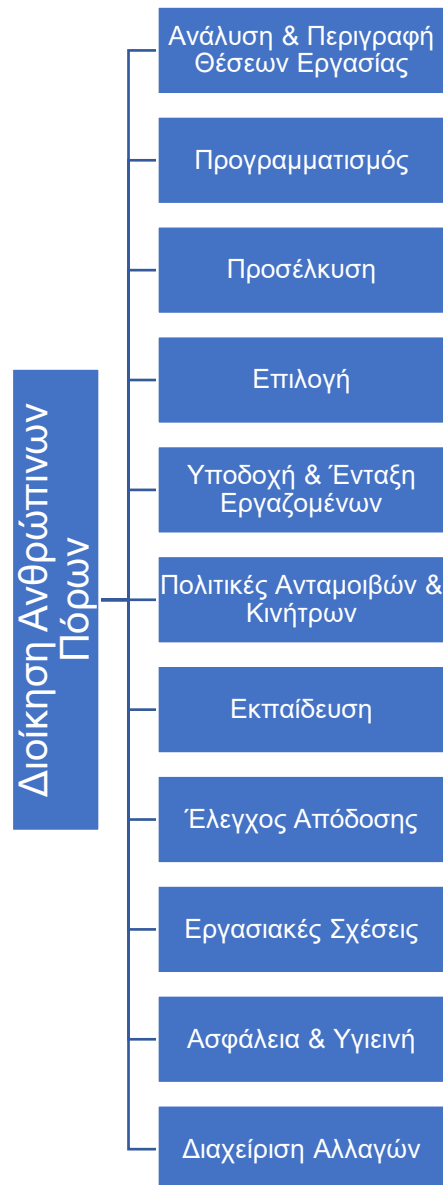 Διοίκηση Ανθρώπινων
Πόρων
Ανάλυση & Περιγραφή
Θέσεων Εργασίας
Προγραμματισμός
Προσέλκυση
Επιλογή
Υποδοχή & Ένταξη
Εργαζομένων
Πολιτικές Ανταμοιβών &
Κινήτρων
Εκπαίδευση
Έλεγχος Απόδοσης
Εργασιακές Σχέσεις
Ασφάλεια & Υγιεινή
Διαχείριση Αλλαγών